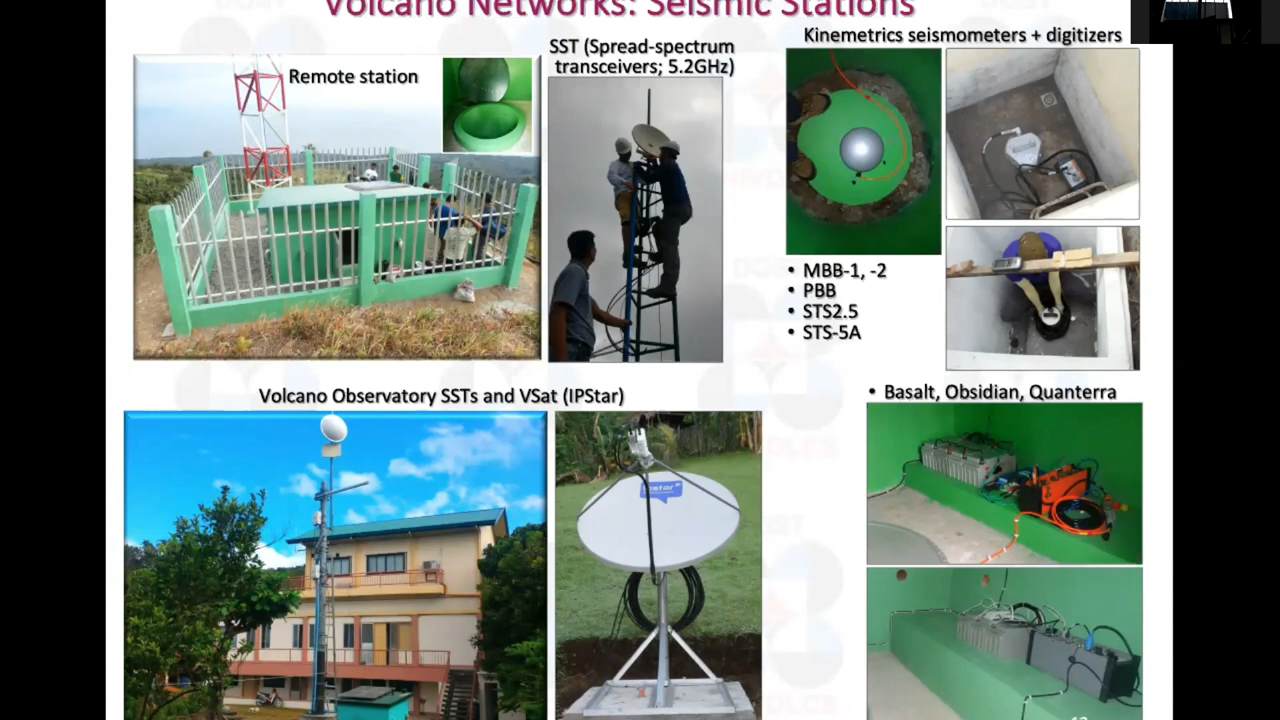 Volcano Networks: Seismic Stations
Remote station
SST (Spread-spectrum
transceivers; 5.2GHz)
Kinemetrics seismometers + digitizers
• MBB-1, -2
• PBB
• STS2.5
• STS-5A
Volcano Observatory SSTs and VSat (IPStar)
• Basalt, Obsidian, Quanterra